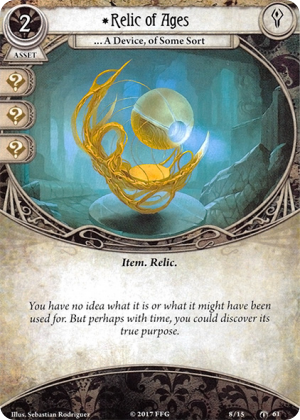 2
*Relic of Ages
...A Device, of Some Sort
ASSET
?
?
?
Item. Relic.
You have no idea what it is or what it might have been
used for. But perhaps with time, you could discover its
true purpose.
Illus. Sebastian Rodriguez
© 2017 FFG
8/15
61